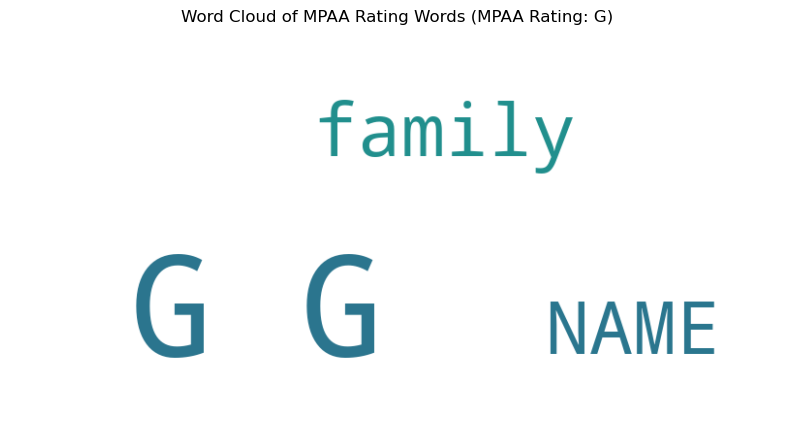 Word Cloud of MPAA Rating Words (MPAA Rating: G)
family
G G NAME